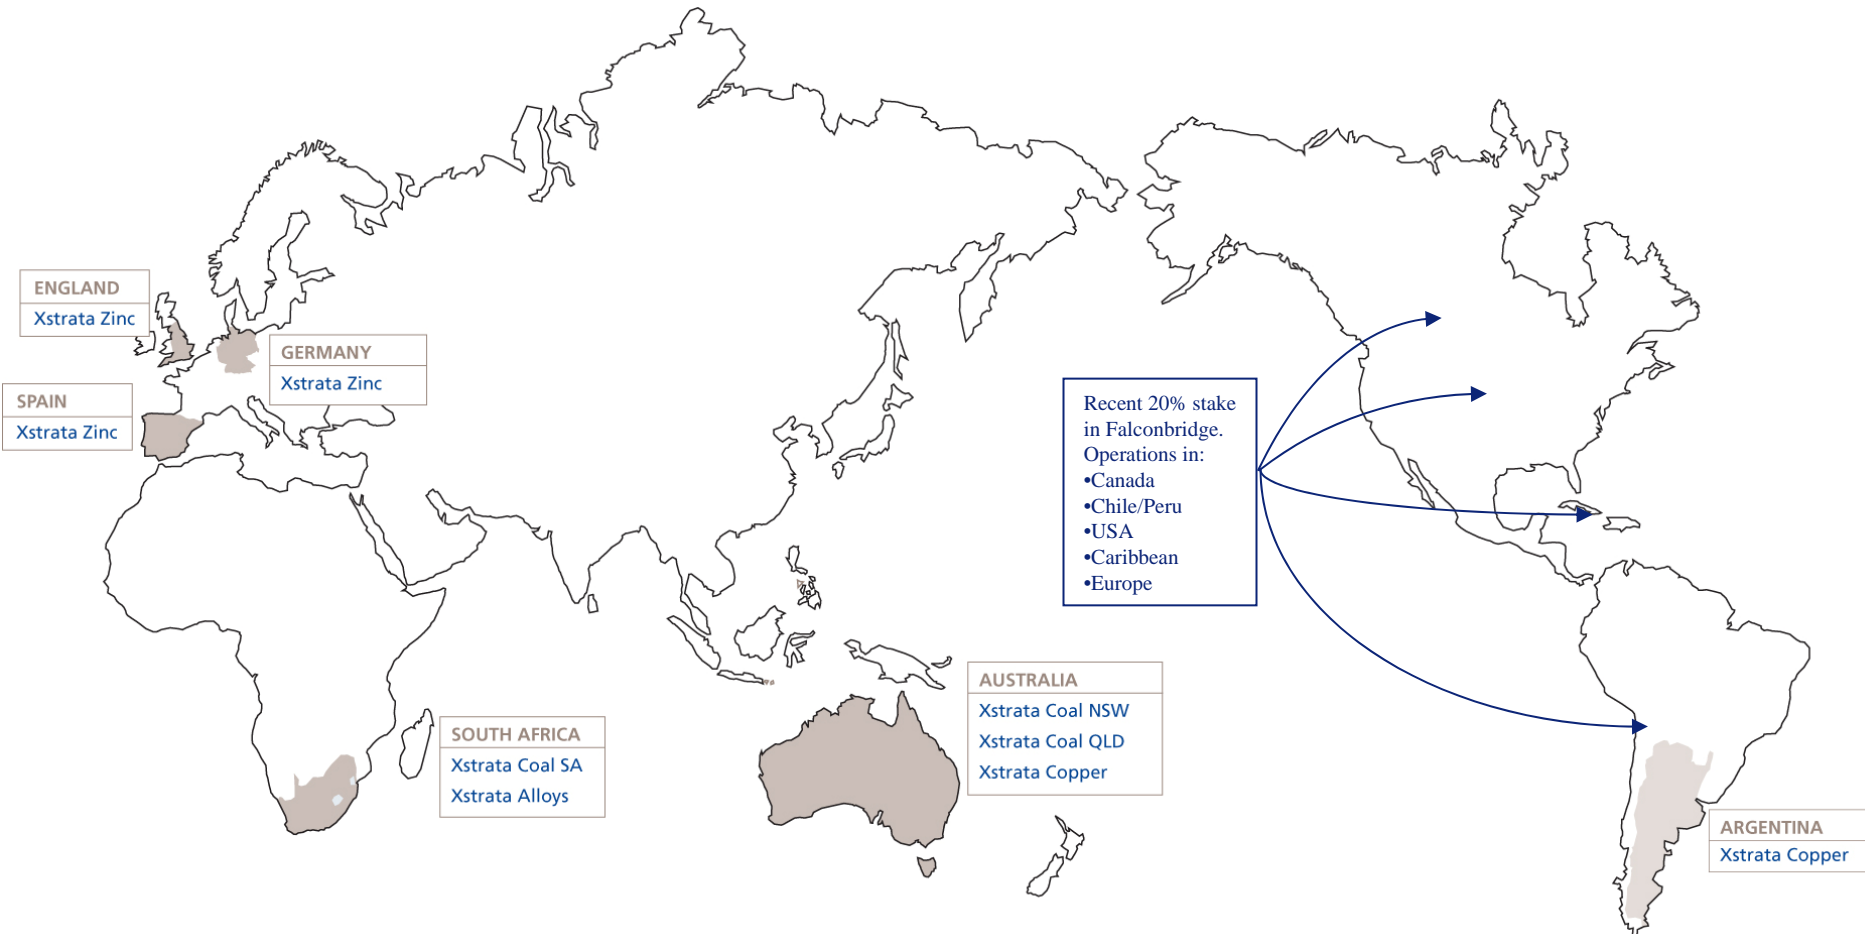 ENGLAND
Xstrata Zinc
GERMANY
Xstrata Zinc
SPAIN
Xstrata Zinc
Recent 20% stake
in Falconbridge.
Operations in:
•Canada
•Chile/Peru
•USA
•Caribbean
•Europe
SOUTH AFRICA
Xstrata Coal SA
Xstrata Alloys
AUSTRALIA
Xstrata Coal NSW
Xstrata Coal QLD
Xstrata Copper
ARGENTINA
Xstrata Copper